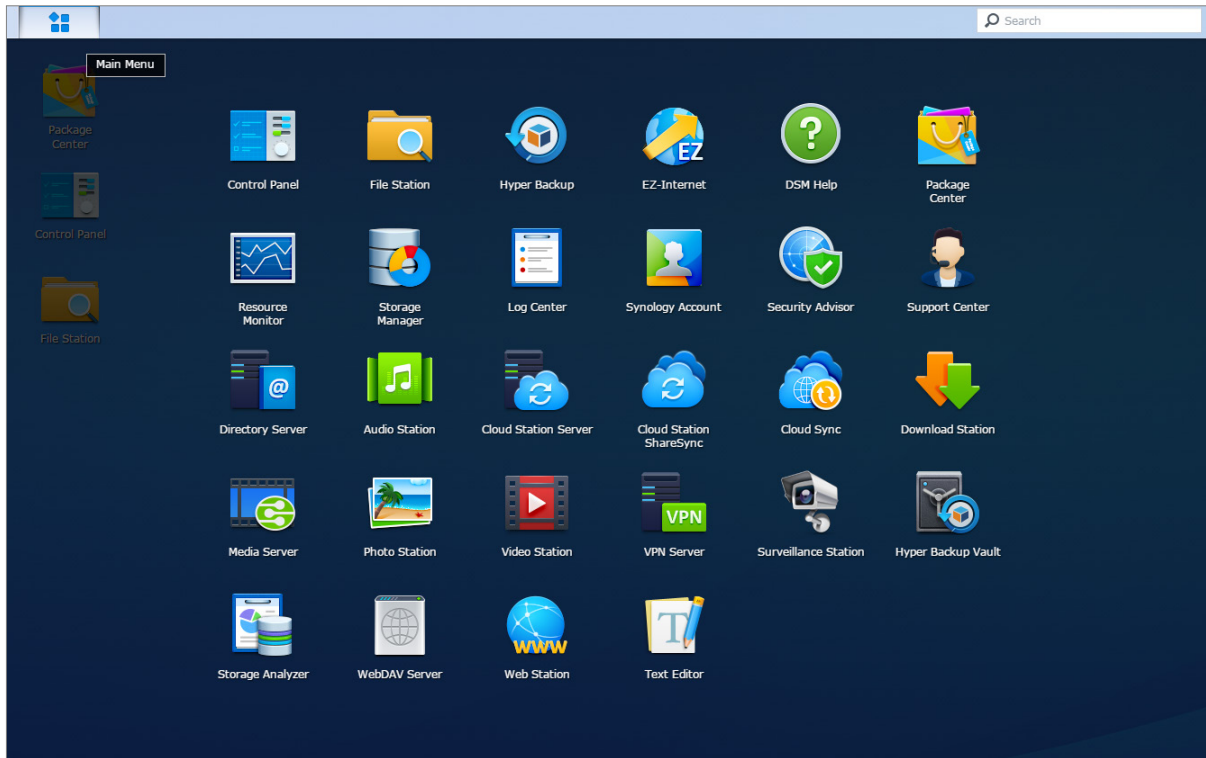 Search
Main Menu
Package
Center
Control Panel
File Station
Control Panel
File Station
Hyper Backup
EZ
EZ-Internet
?
DSM Help
Package
Center
Resource
Monitor
Storage
Manager
Log Center
Synology Account
Security Advisor
Support Center
@
Directory Server
Audio Station
Cloud Station Server
Cloud Station
ShareSync
Cloud Sync
Download Station
Media Server
Photo Station
Video Station
VPN
VPN Server
Surveillance Station
Hyper Backup Vault
Storage Analyzer
WebDAV Server
WWW
Web Station
T
Text Editor